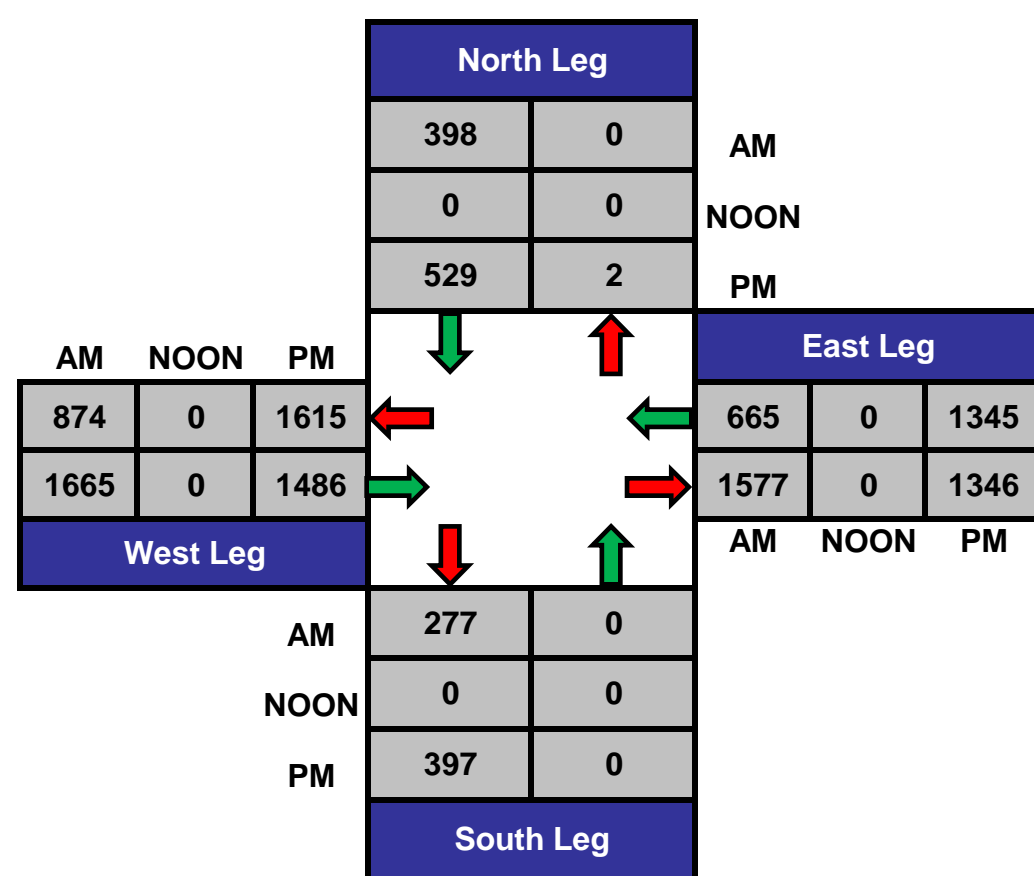 North Leg
398 0 AM
0 0 NOON
529 2 PM
AM NOON PM East Leg
874 0 1615 665 0 1345
1665 0 1486 1577 0 1346
West Leg AM NOON PM
AM 277 0
NOON 0 0
PM 397 0
South Leg